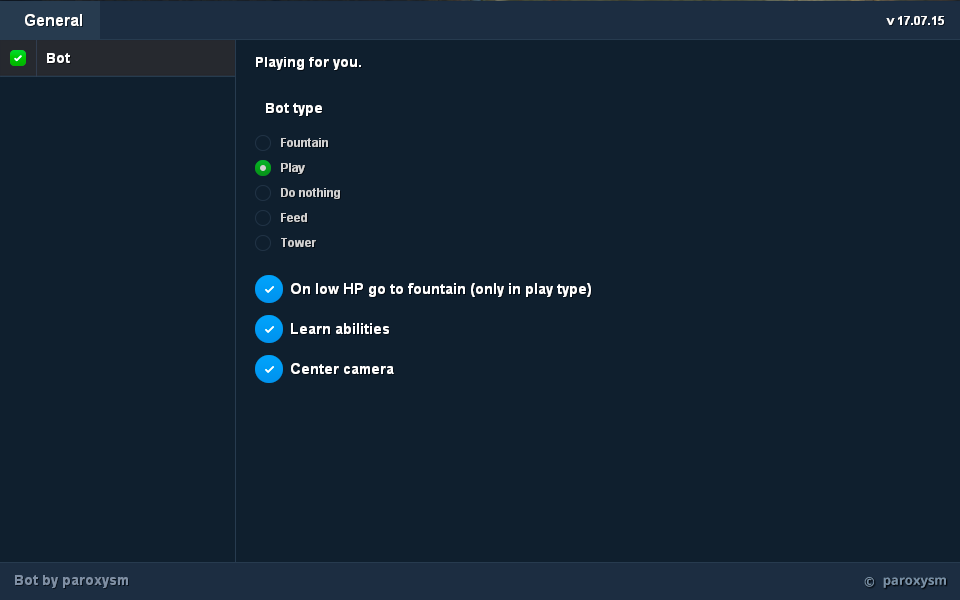 General
v 17.07.15
Bot
Playing for you.
Bot type
Fountain
Play
Do nothing
Feed
Tower
On low HP go to fountain (only in play type)
Learn abilities
Center camera
Bot by paroxysm
© paroxysm